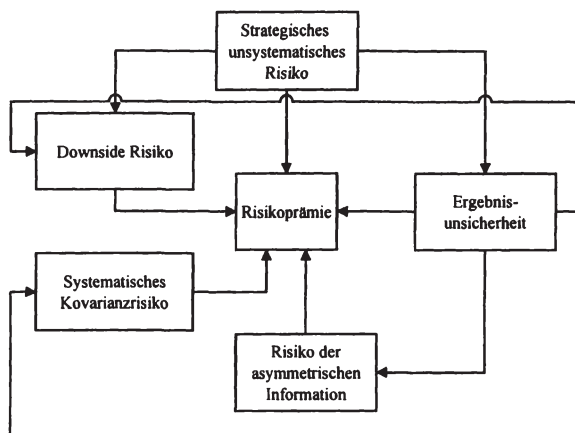 Strategisches
unsystematisches
Risiko
Downside Risiko
Risikoprämie
Ergebnis-
unsicherheit
Systematisches
Kovarianzrisiko
Risiko der
asymmetrischen
Information